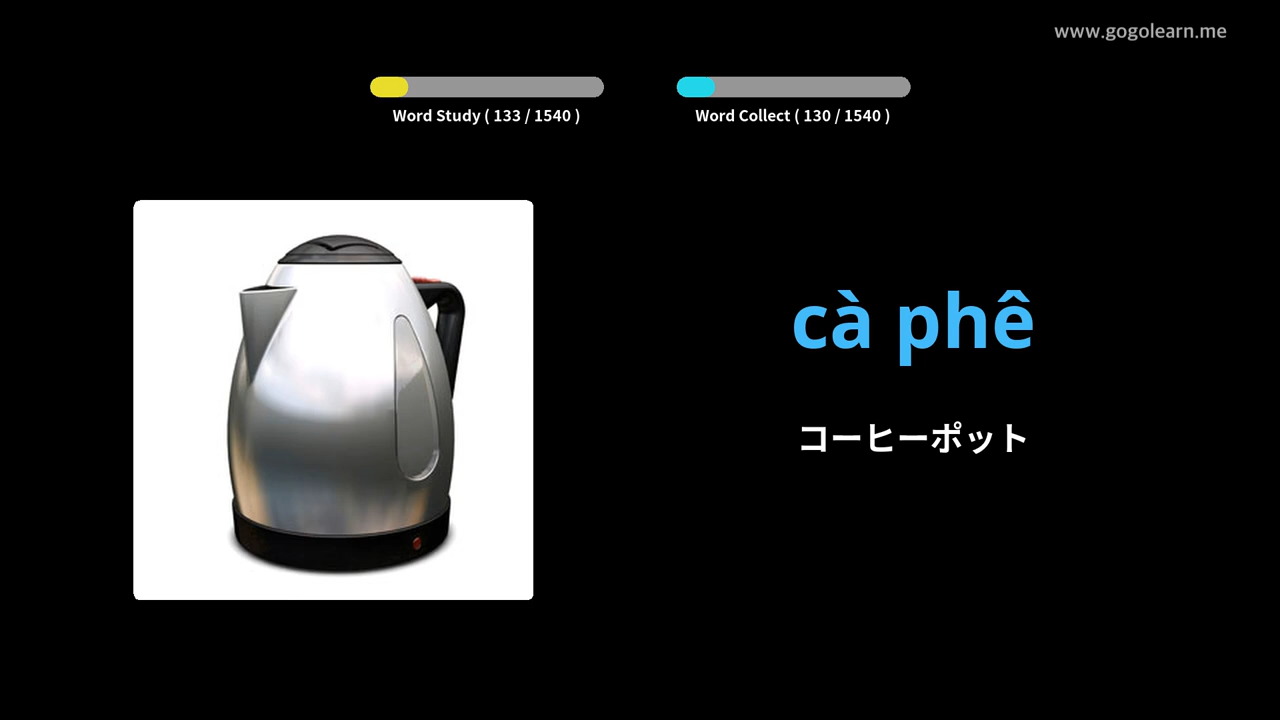 www.gogolearn.me
Word Study ( 133 / 1540 )
Word Collect ( 130 / 1540 )
cà phê
コーヒーポット